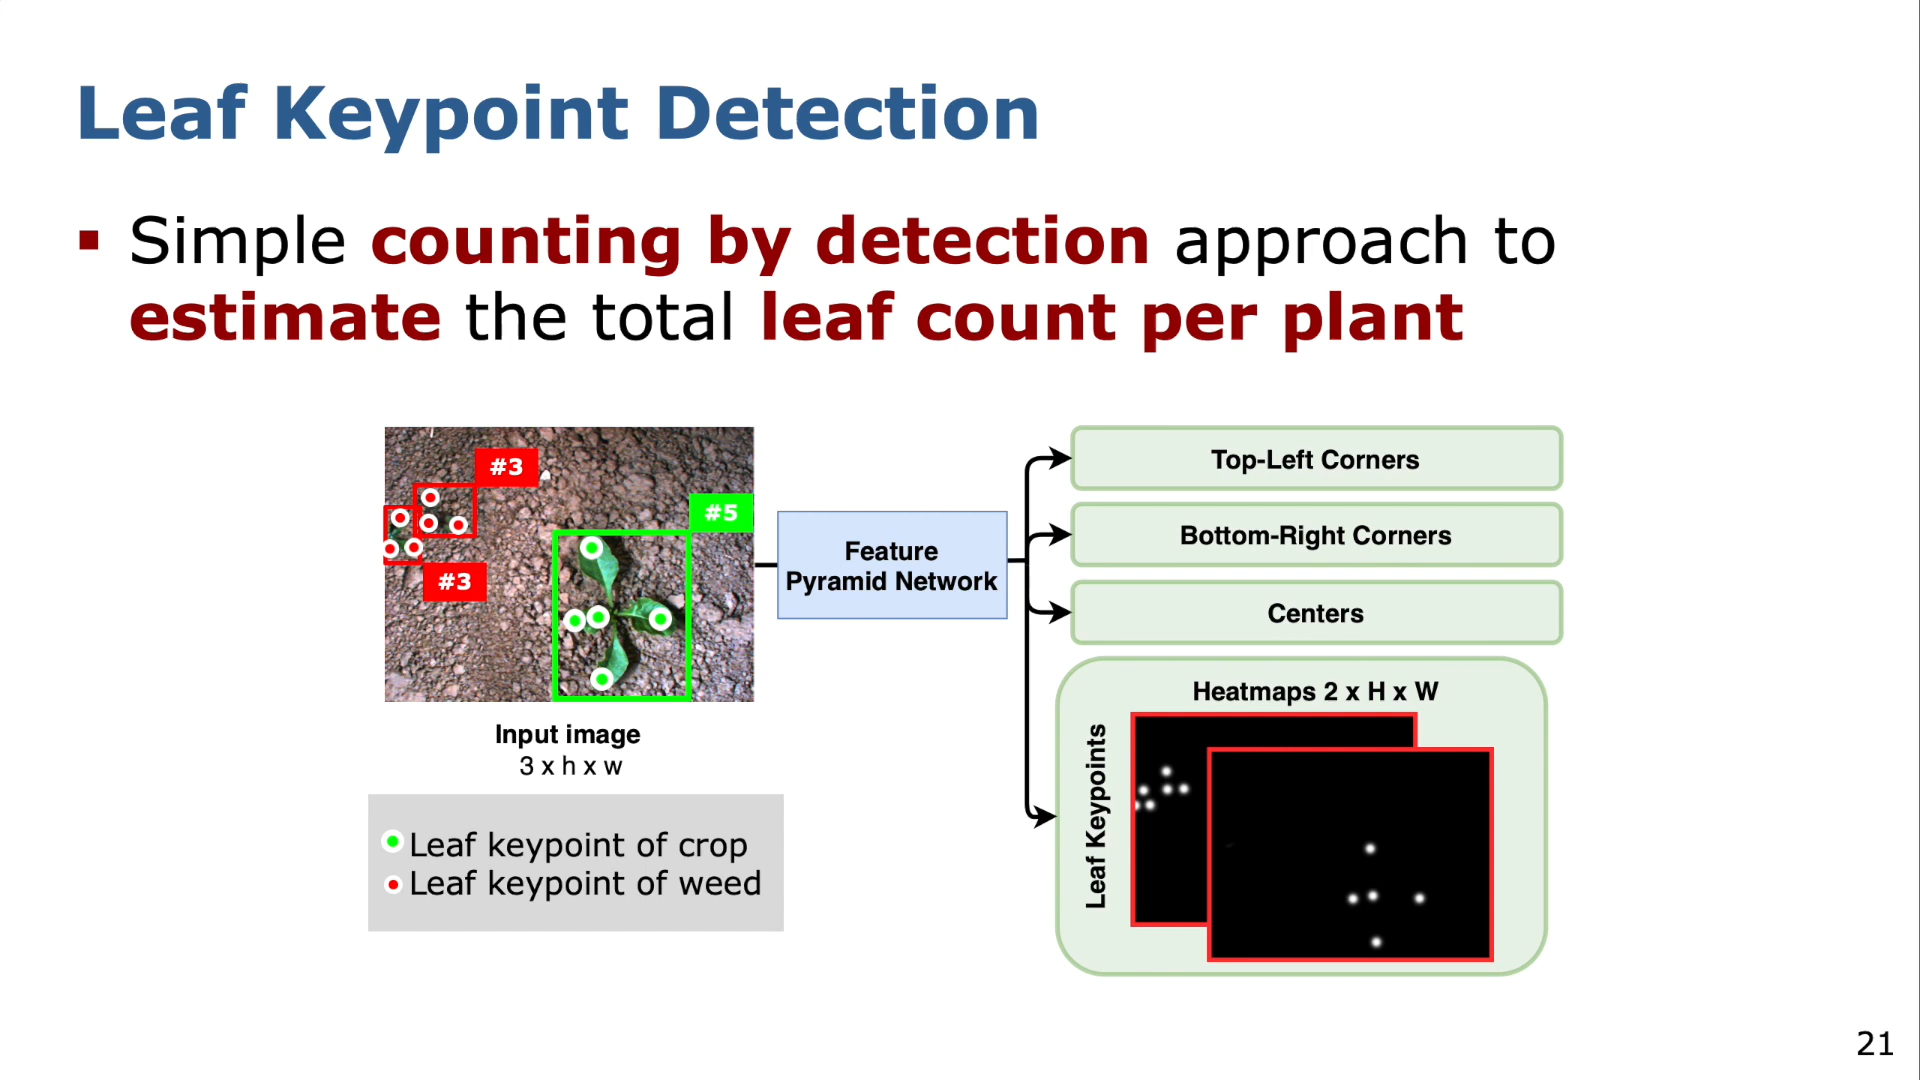 Leaf Keypoint Detection
Simple counting by detection approach to
estimate the total leaf count per plant
#3
#5
#3
Input image
3 x h x w
Leaf keypoint of crop
Leaf keypoint of weed
Feature
Pyramid Network
Top-Left Corners
Bottom-Right Corners
Centers
Heatmaps 2 x H x W
Leaf Keypoints
21